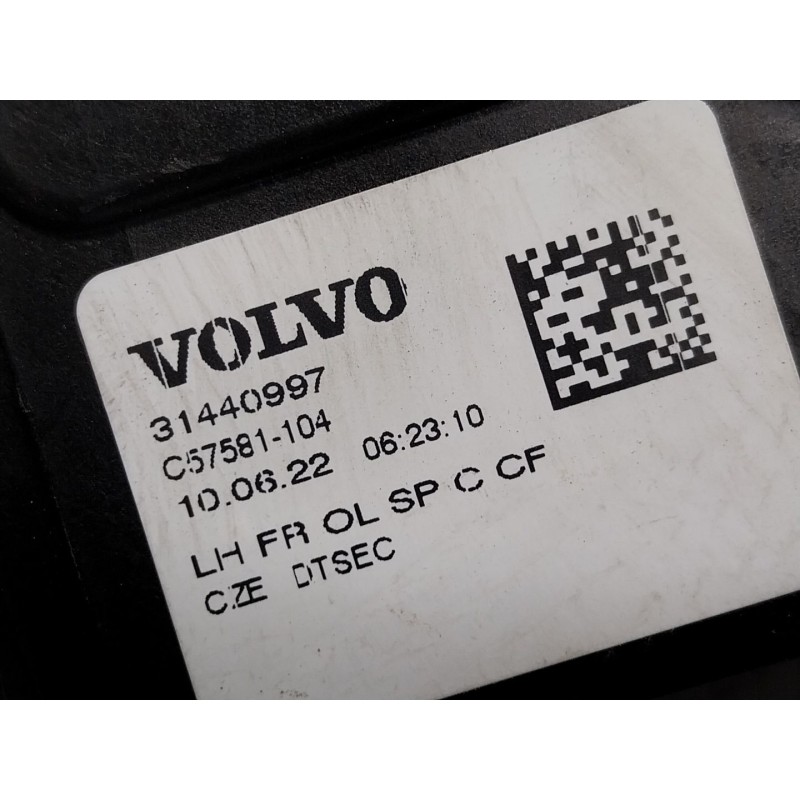 VOLVO
31440997
C57581-104
10.06.22 06:23:10
LH FR OL SP C CF
CZE DTSEC